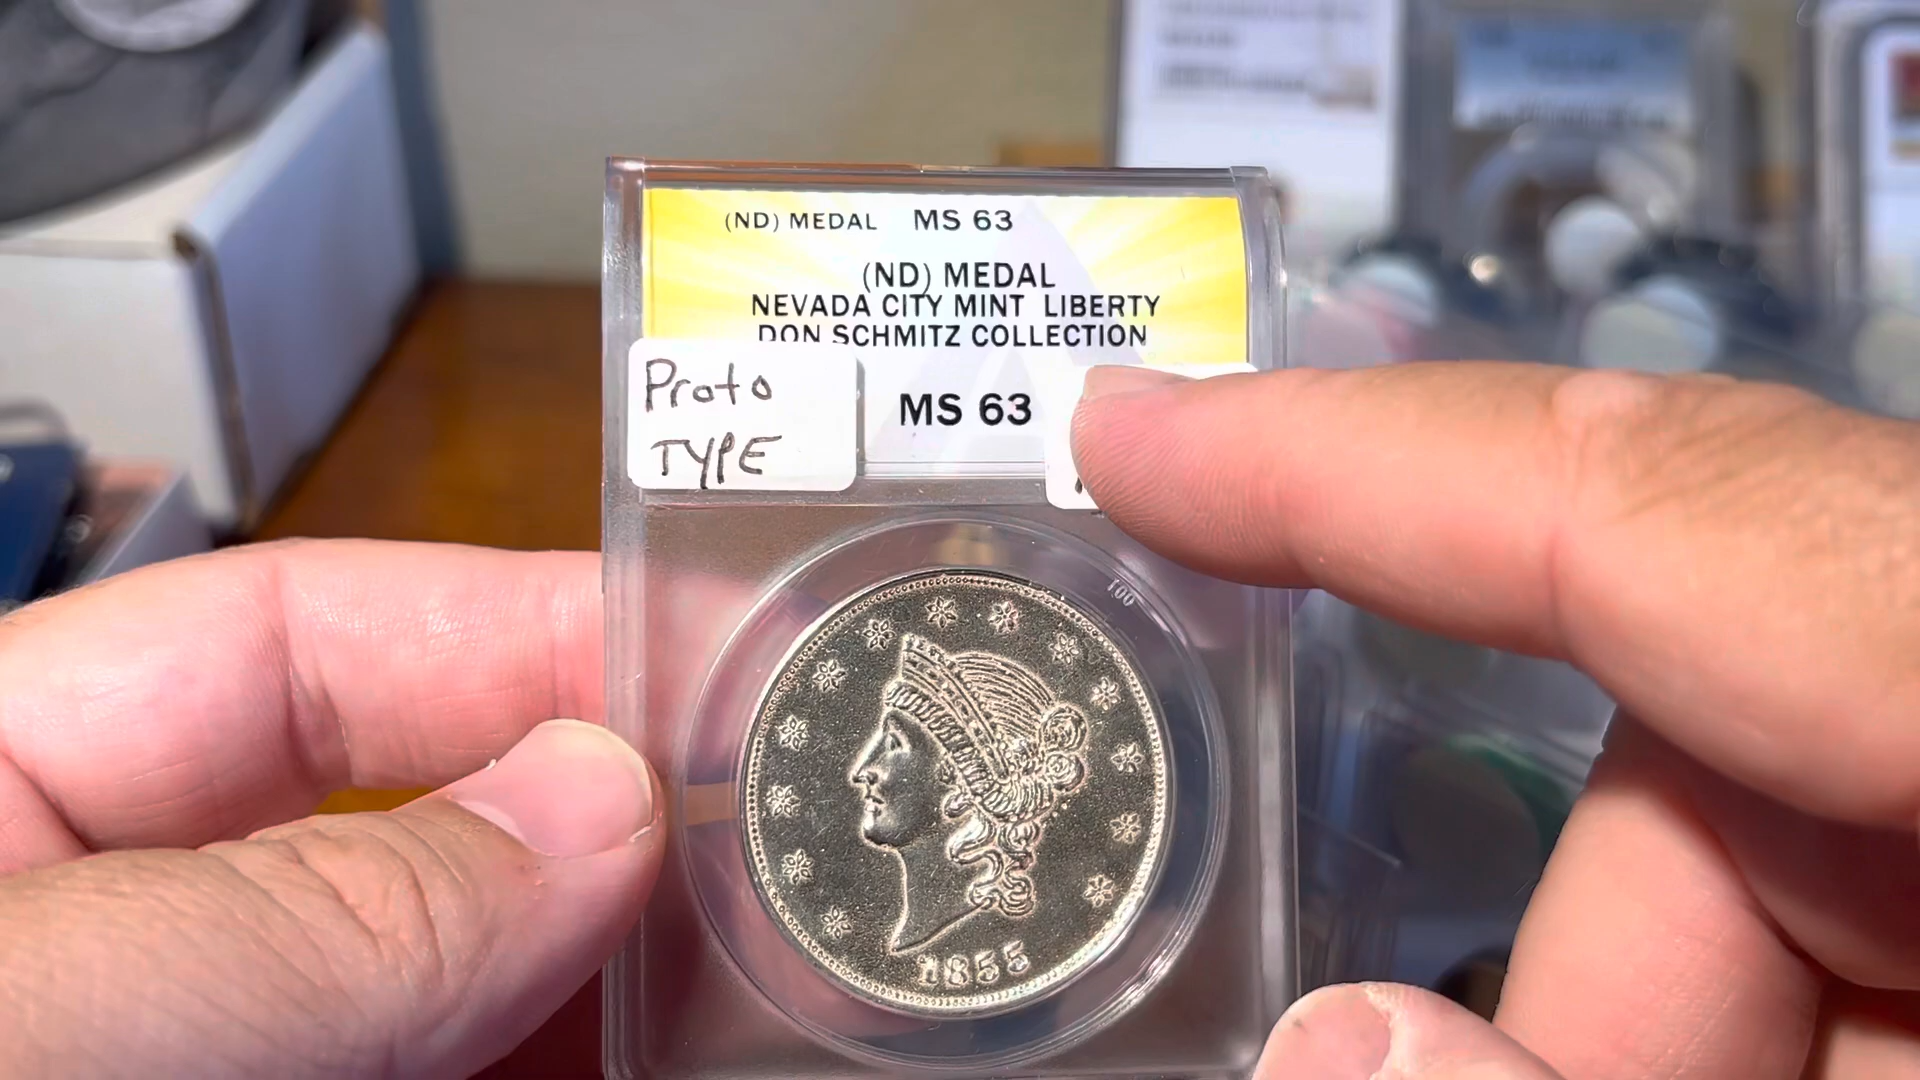 (ND) MEDAL MS 63
(ND) MEDAL
NEVADA CITY MINT LIBERTY
DON SCHMITZ COLLECTION
MS 63
Proto
TYPE
100
1855